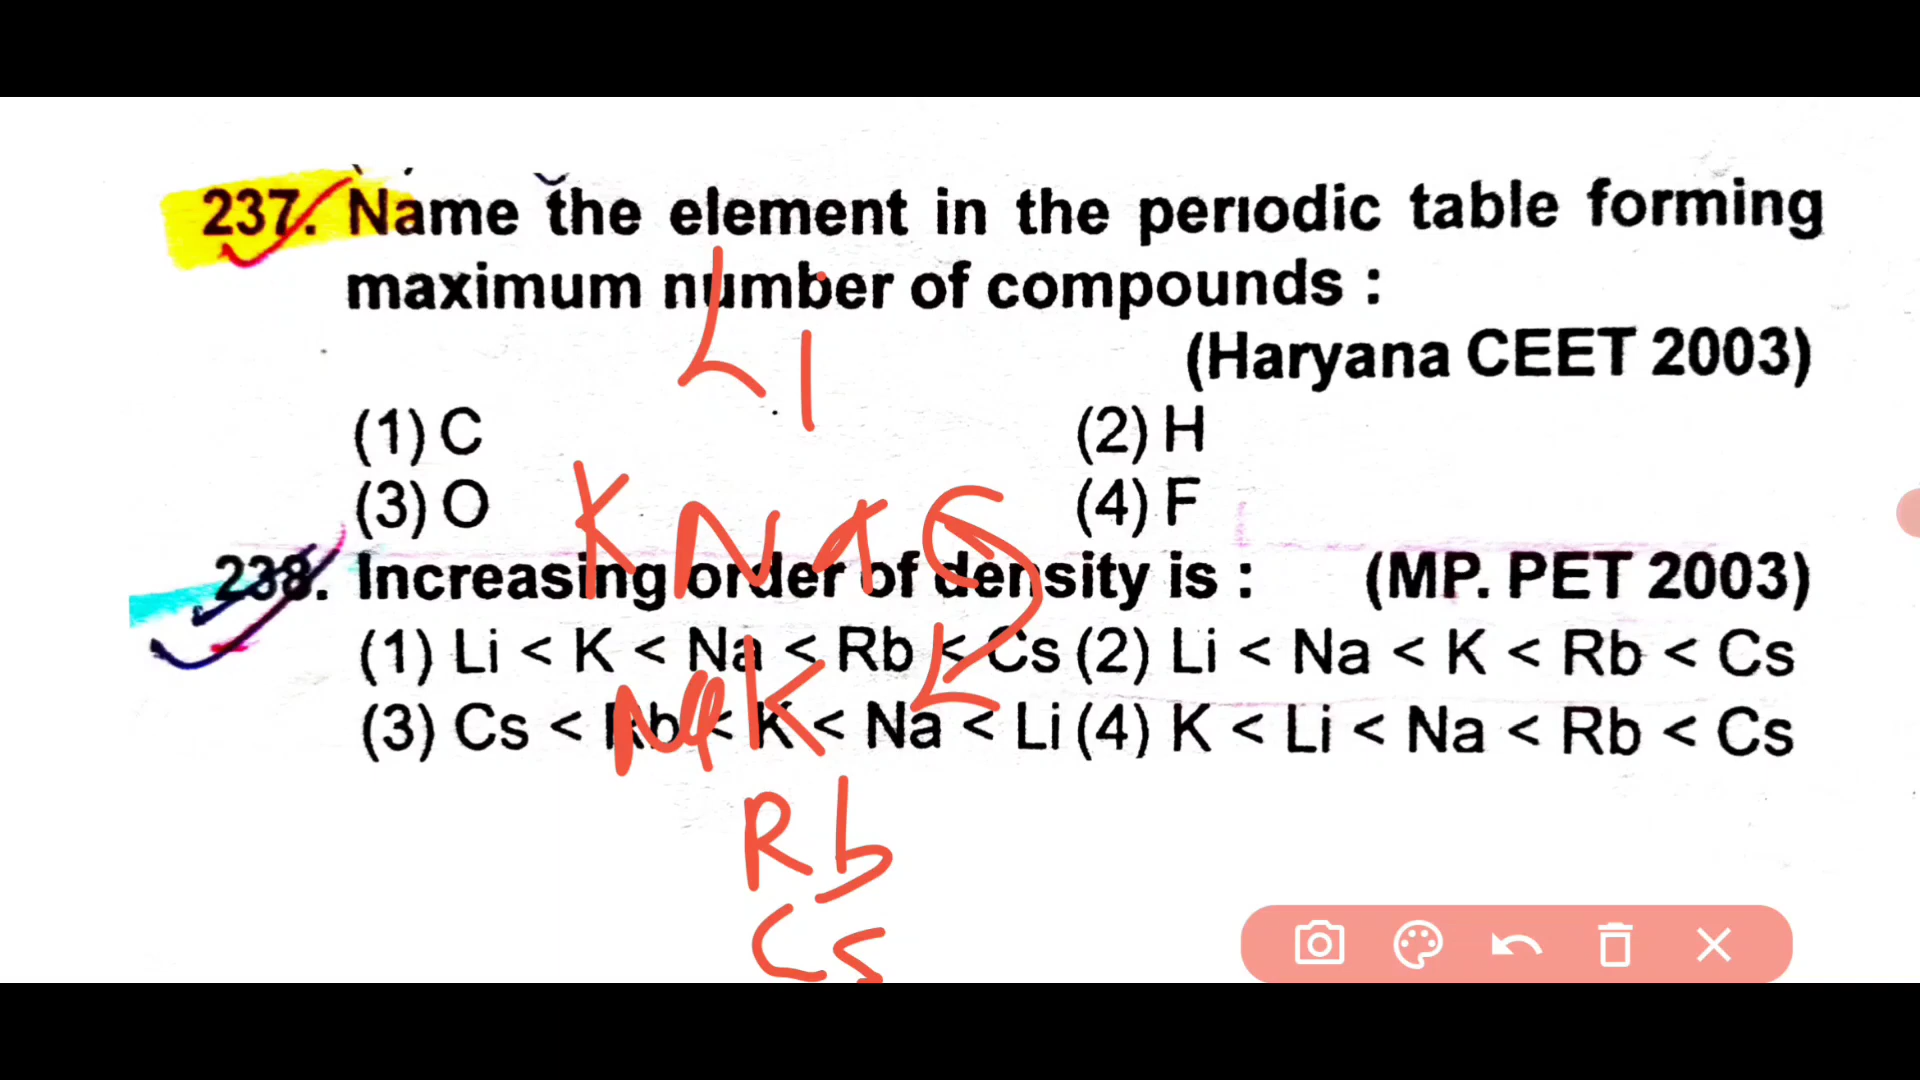 237. Name the element in the periodic table forming
maximum number of compounds :
Li
(Haryana CEET 2003)
(1) C (2) H
(3) O (4) F
K Na
238. Increasing order of density is : (MP. PET 2003)
(1) Li < K < Na < Rb < Cs (2) Li < Na < K < Rb < Cs
Na K
(3) Cs < Rb < K < Na < Li (4) K < Li < Na < Rb < Cs
Rb
Cs